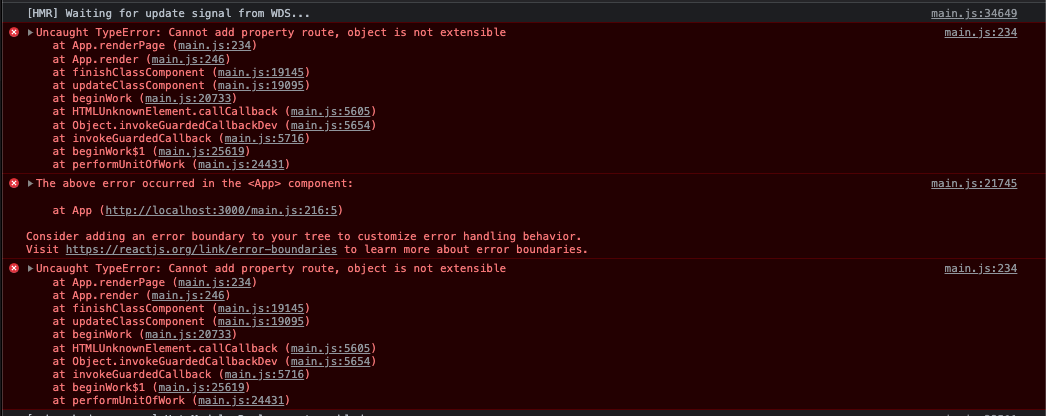 [HMR] Waiting for update signal from WDS... main.js:34649
Uncaught TypeError: Cannot add property route, object is not extensible main.js:234
at App.renderPage (main.js:234)
at App.render (main.js:246)
at finishClassComponent (main.js:19145)
at updateClassComponent (main.js:19095)
at beginWork (main.js:20733)
at HTMLUnknownElement.callCallback (main.js:5605)
at Object.invokeGuardedCallbackDev (main.js:5654)
at invokeGuardedCallback (main.js:5716)
at beginWork$1 (main.js:25619)
at performUnitOfWork (main.js:24431)
The above error occurred in the <App> component: main.js:21745
at App (http://localhost:3000/main.js:216:5)
Consider adding an error boundary to your tree to customize error handling behavior.
Visit https://reactjs.org/link/error-boundaries to learn more about error boundaries.
Uncaught TypeError: Cannot add property route, object is not extensible main.js:234
at App.renderPage (main.js:234)
at App.render (main.js:246)
at finishClassComponent (main.js:19145)
at updateClassComponent (main.js:19095)
at beginWork (main.js:20733)
at HTMLUnknownElement.callCallback (main.js:5605)
at Object.invokeGuardedCallbackDev (main.js:5654)
at invokeGuardedCallback (main.js:5716)
at beginWork$1 (main.js:25619)
at performUnitOfWork (main.js:24431)